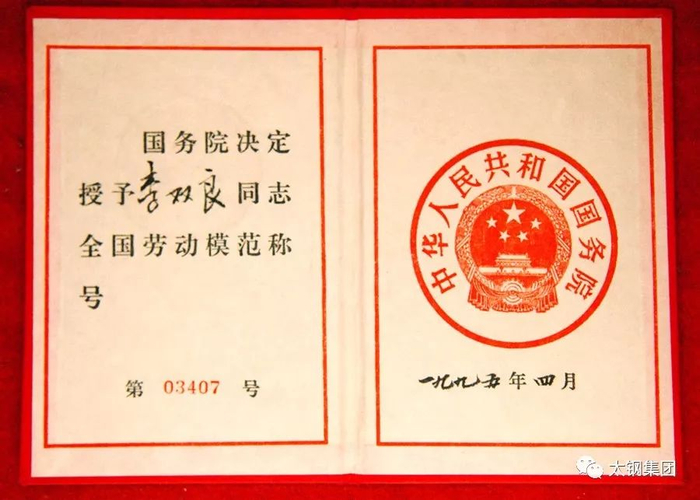 国务院决定
授予李双良同志
全国劳动模范称
号
第 03407 号
中华人民共和国国务院
一九九五年四月
太钢集团